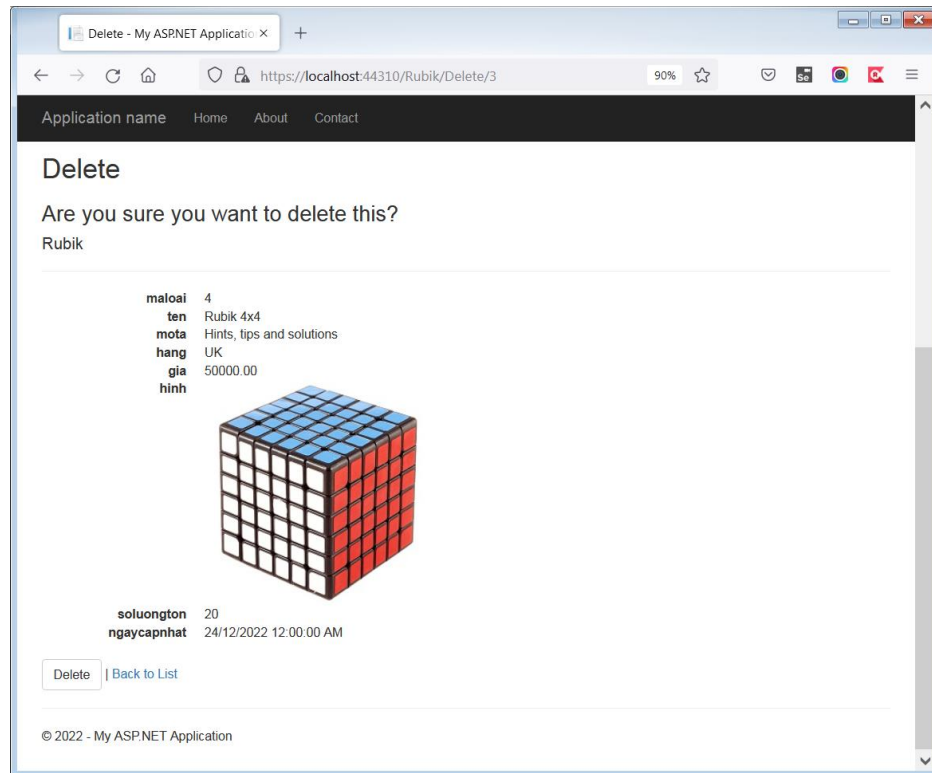 Delete - My ASP.NET Applicatio
https://localhost:44310/Rubik/Delete/3
90%
Se
Application name Home About Contact
Delete
Are you sure you want to delete this?
Rubik
maloai 4
ten Rubik 4x4
mota Hints, tips and solutions
hang UK
gia 50000.00
hinh
soluongton 20
ngaycapnhat 24/12/2022 12:00:00 AM
Delete | Back to List
© 2022 - My ASP.NET Application